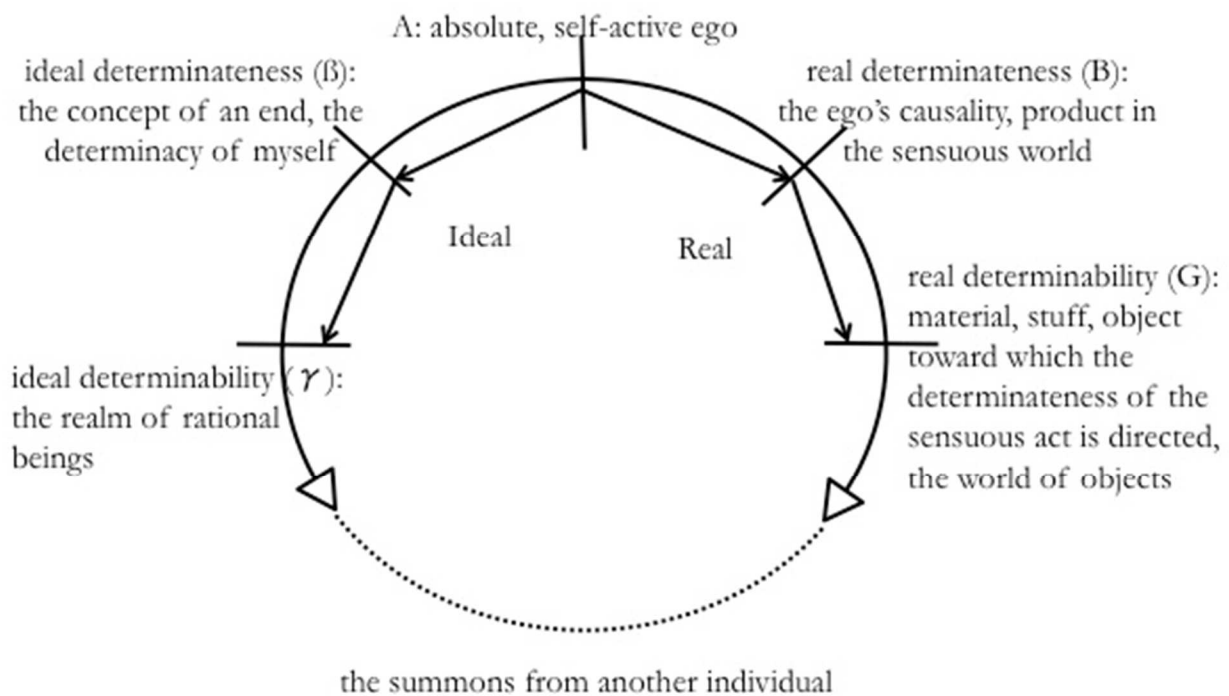 A: absolute, self-active ego
ideal determinateness (ß):
the concept of an end, the
determinacy of myself
real determinateness (B):
the ego's causality, product in
the sensuous world
Ideal
Real
ideal determinability (γ):
the realm of rational
beings
real determinability (G):
material, stuff, object
toward which the
determinateness of the
sensuous act is directed,
the world of objects
the summons from another individual